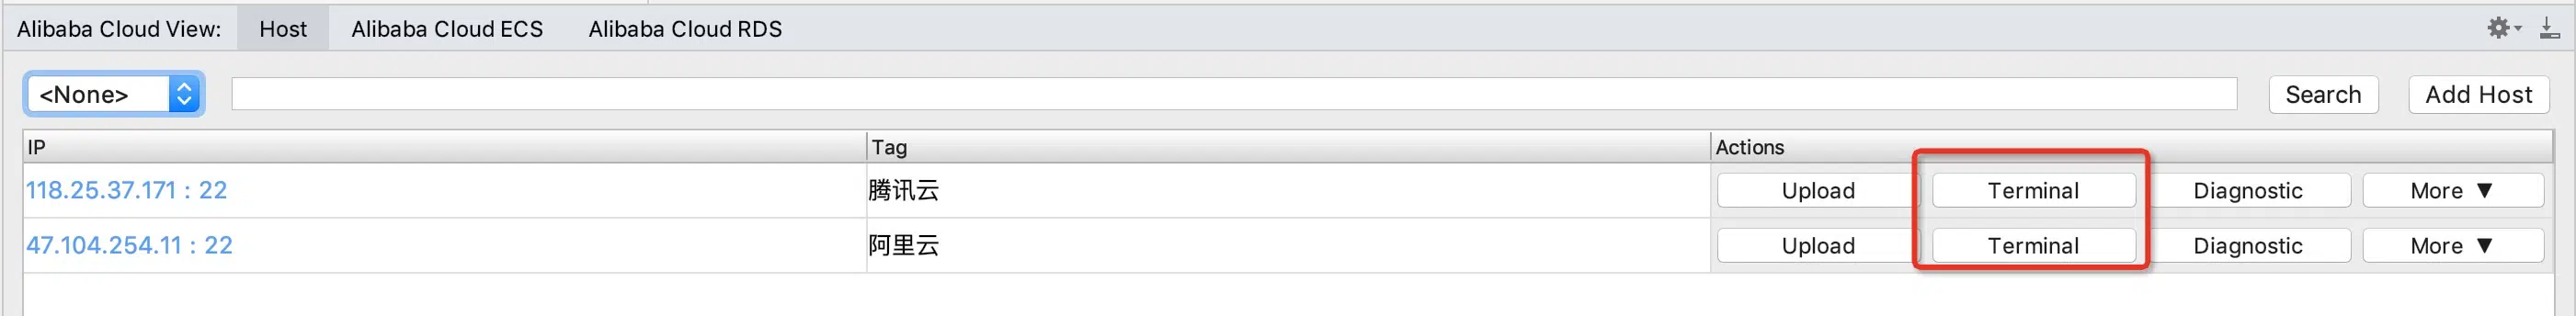 Alibaba Cloud View: Host Alibaba Cloud ECS Alibaba Cloud RDS
<None> Search Add Host
IP Tag Actions
118.25.37.171 : 22 腾讯云 Upload Terminal Diagnostic More ▼
47.104.254.11 : 22 阿里云 Upload Terminal Diagnostic More ▼